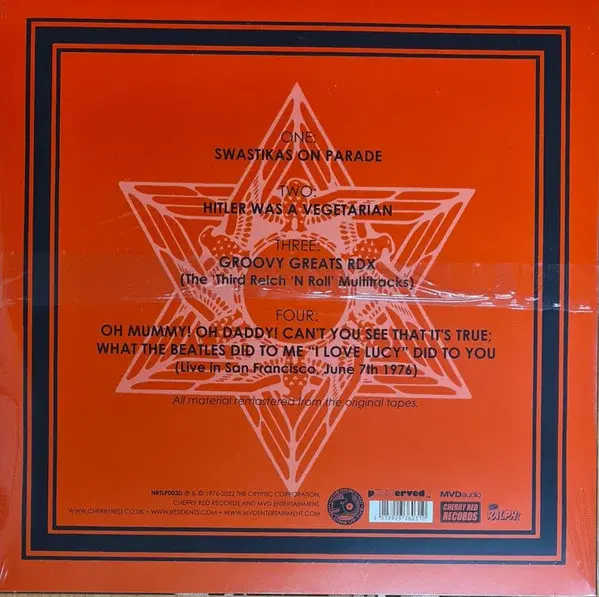 ONE:
SWASTIKAS ON PARADE
TWO:
HITLER WAS A VEGETARIAN
THREE:
GROOVY GREATS RDX
(The 'Third Reich 'N Roll' Multitracks)
FOUR:
OH MUMMY! OH DADDY! CAN'T YOU SEE THAT IT'S TRUE;
WHAT THE BEATLES DID TO ME "I LOVE LUCY" DID TO YOU
(Live in San Francisco, June 7th 1976)
All material remastered from the original tapes.
NRTLP003D ℗ & © 1976-2022 THE CRYPTIC CORPORATION,
CHERRY RED RECORDS AND MVD ENTERTAINMENT.
WWW.CHERRYRED.CO.UK • WWW.RESIDENTS.COM • WWW.MVDENTERTAINMENT.COM
50
MVDaudio
CHERRY RED
RECORDS
RALPH